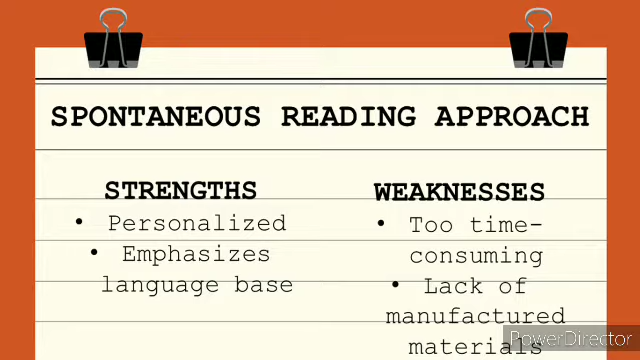 SPONTANEOUS READING APPROACH
STRENGTHS
• Personalized
• Emphasizes
language base
WEAKNESSES
• Too time-
consuming
• Lack of
manufactured
materials
PowerDirector